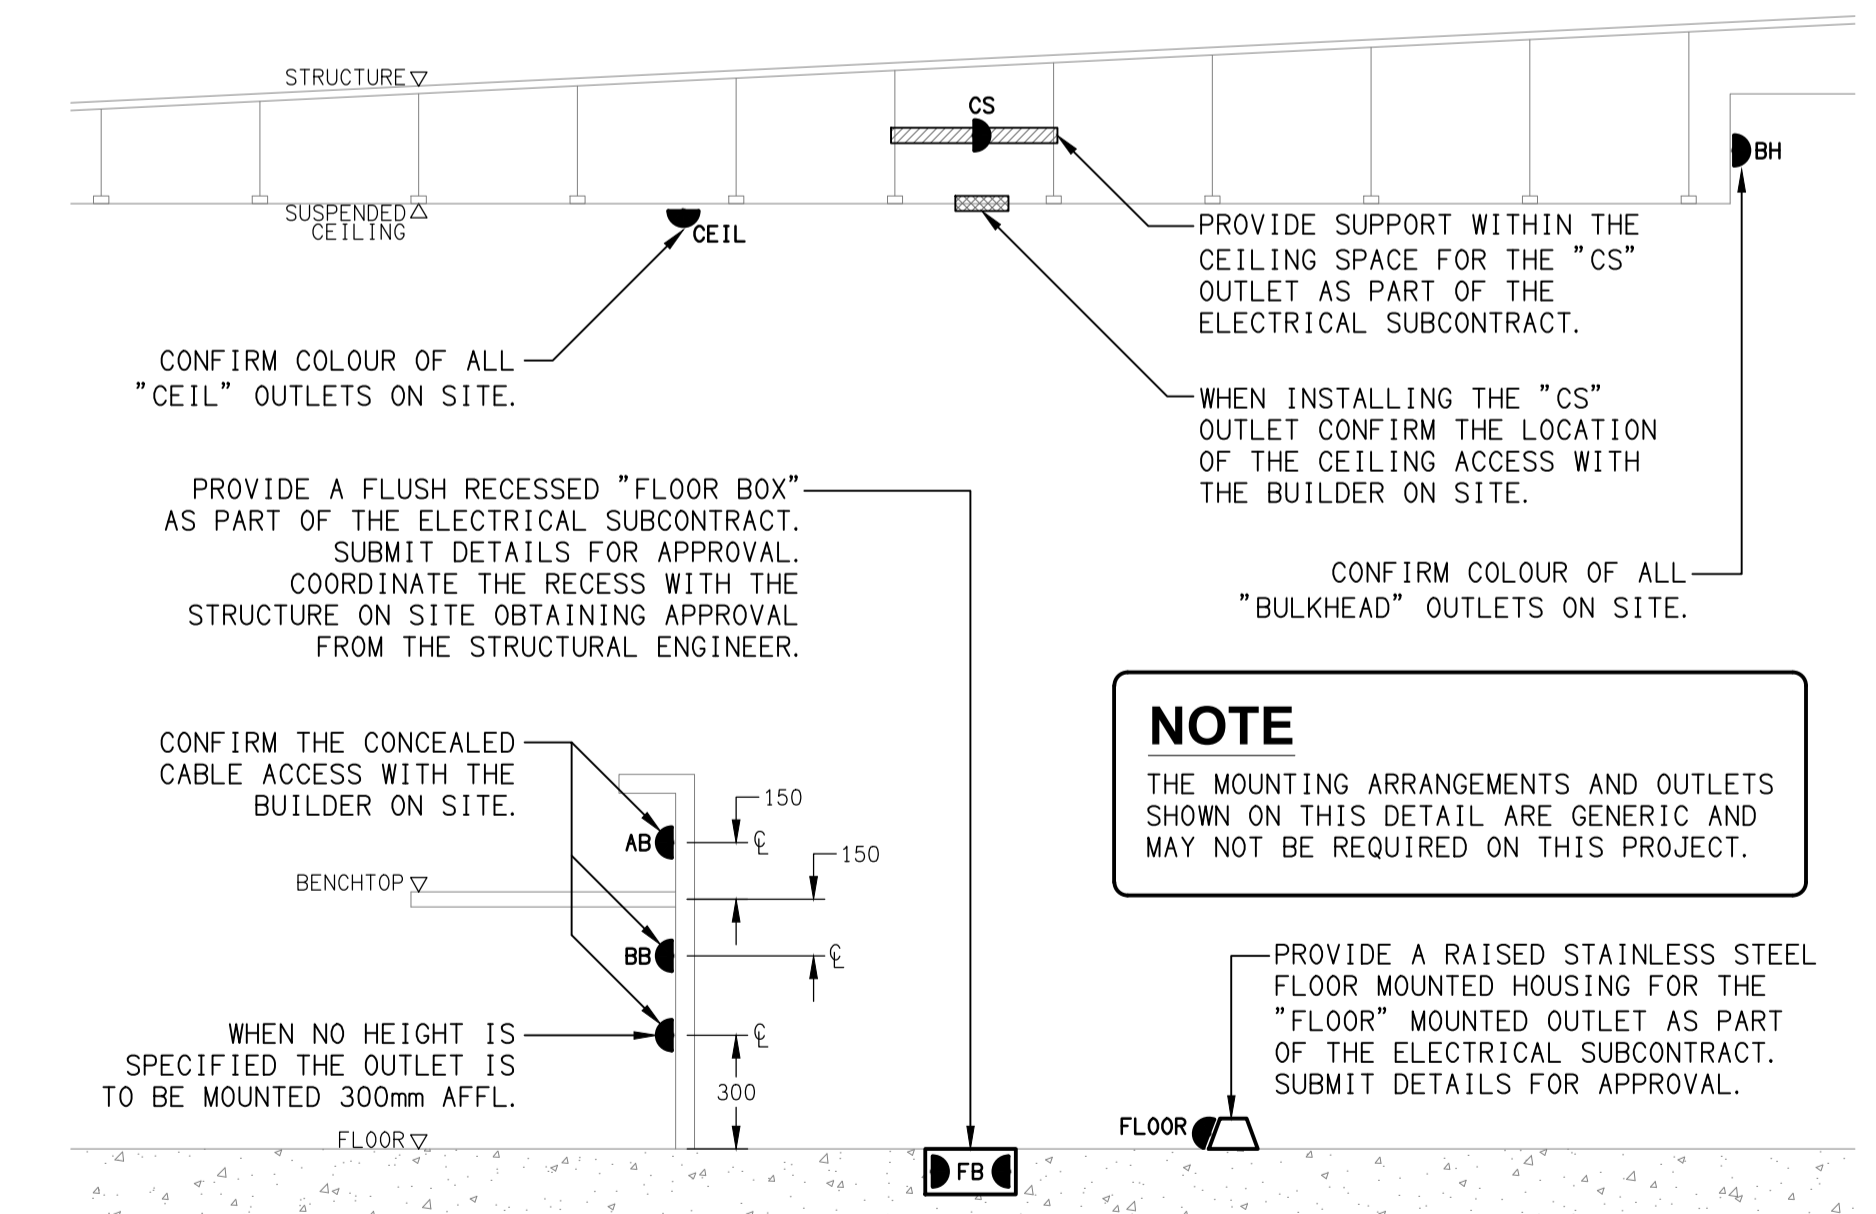 STRUCTURE
CS
BH
SUSPENDED
CEILING
CEIL
PROVIDE SUPPORT WITHIN THE
CEILING SPACE FOR THE "CS"
OUTLET AS PART OF THE
ELECTRICAL SUBCONTRACT.
CONFIRM COLOUR OF ALL
"CEIL" OUTLETS ON SITE.
WHEN INSTALLING THE "CS"
OUTLET CONFIRM THE LOCATION
OF THE CEILING ACCESS WITH
THE BUILDER ON SITE.
PROVIDE A FLUSH RECESSED "FLOOR BOX"
AS PART OF THE ELECTRICAL SUBCONTRACT.
SUBMIT DETAILS FOR APPROVAL.
COORDINATE THE RECESS WITH THE
STRUCTURE ON SITE OBTAINING APPROVAL
FROM THE STRUCTURAL ENGINEER.
CONFIRM COLOUR OF ALL
"BULKHEAD" OUTLETS ON SITE.
NOTE
THE MOUNTING ARRANGEMENTS AND OUTLETS
SHOWN ON THIS DETAIL ARE GENERIC AND
MAY NOT BE REQUIRED ON THIS PROJECT.
CONFIRM THE CONCEALED
CABLE ACCESS WITH THE
BUILDER ON SITE.
150
AB
℄
150
BENCHTOP
BB
℄
WHEN NO HEIGHT IS
SPECIFIED THE OUTLET IS
TO BE MOUNTED 300mm AFFL.
℄
300
PROVIDE A RAISED STAINLESS STEEL
FLOOR MOUNTED HOUSING FOR THE
"FLOOR" MOUNTED OUTLET AS PART
OF THE ELECTRICAL SUBCONTRACT.
SUBMIT DETAILS FOR APPROVAL.
FLOOR
FLOOR
FB